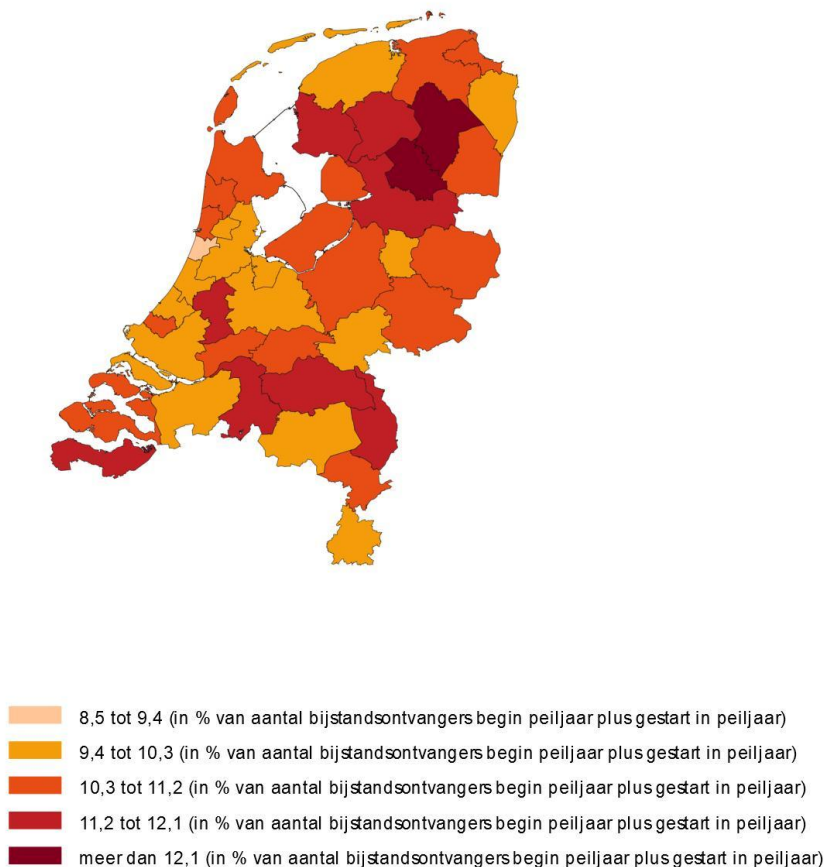 8,5 tot 9,4 (in % van aantal bijstandsontvangers begin peiljaar plus gestart in peiljaar)
9,4 tot 10,3 (in % van aantal bijstandsontvangers begin peiljaar plus gestart in peiljaar)
10,3 tot 11,2 (in % van aantal bijstandsontvangers begin peiljaar plus gestart in peiljaar)
11,2 tot 12,1 (in % van aantal bijstandsontvangers begin peiljaar plus gestart in peiljaar)
meer dan 12,1 (in % van aantal bijstandsontvangers begin peiljaar plus gestart in peiljaar)